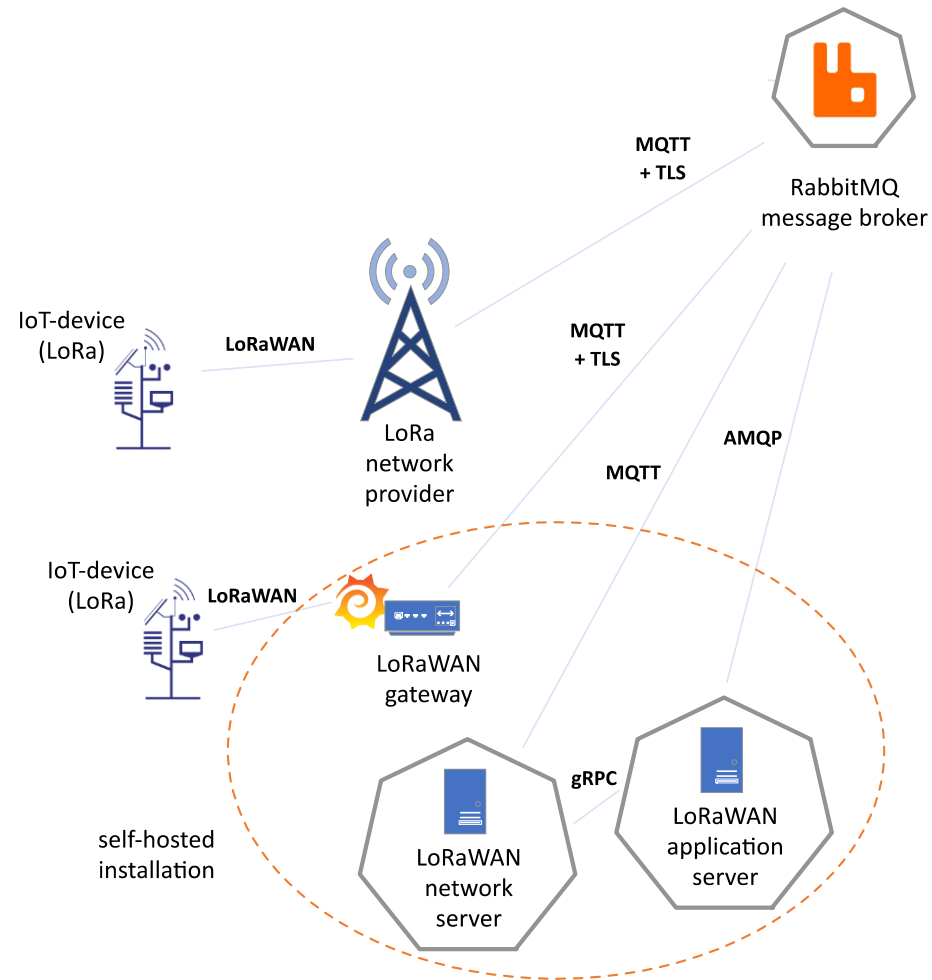 MQTT
+ TLS
RabbitMQ
message broker
IoT-device
(LoRa)
LoRaWAN
MQTT
+ TLS
LoRa
network
provider
AMQP
MQTT
IoT-device
(LoRa)
LoRaWAN
LoRaWAN
gateway
gRPC
LoRaWAN
application
server
self-hosted
installation
LoRaWAN
network
server